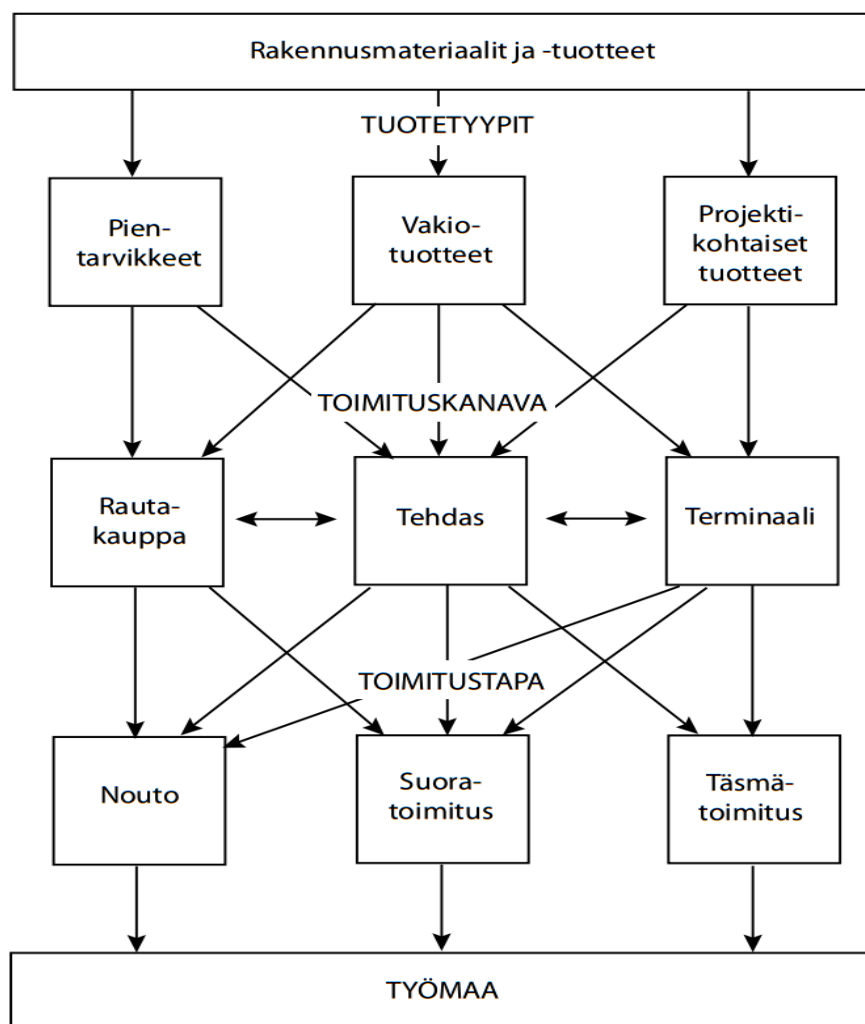 Rakennusmateriaalit ja -tuotteet
TUOTETYYPIT
Pien-
tarvikkeet
Vakio-
tuotteet
Projekti-
kohtaiset
tuotteet
TOIMITUSKANAVA
Rauta-
kauppa
Tehdas
Terminaali
TOIMITUSTAPA
Nouto
Suora-
toimitus
Täsmä-
toimitus
TYÖMAA